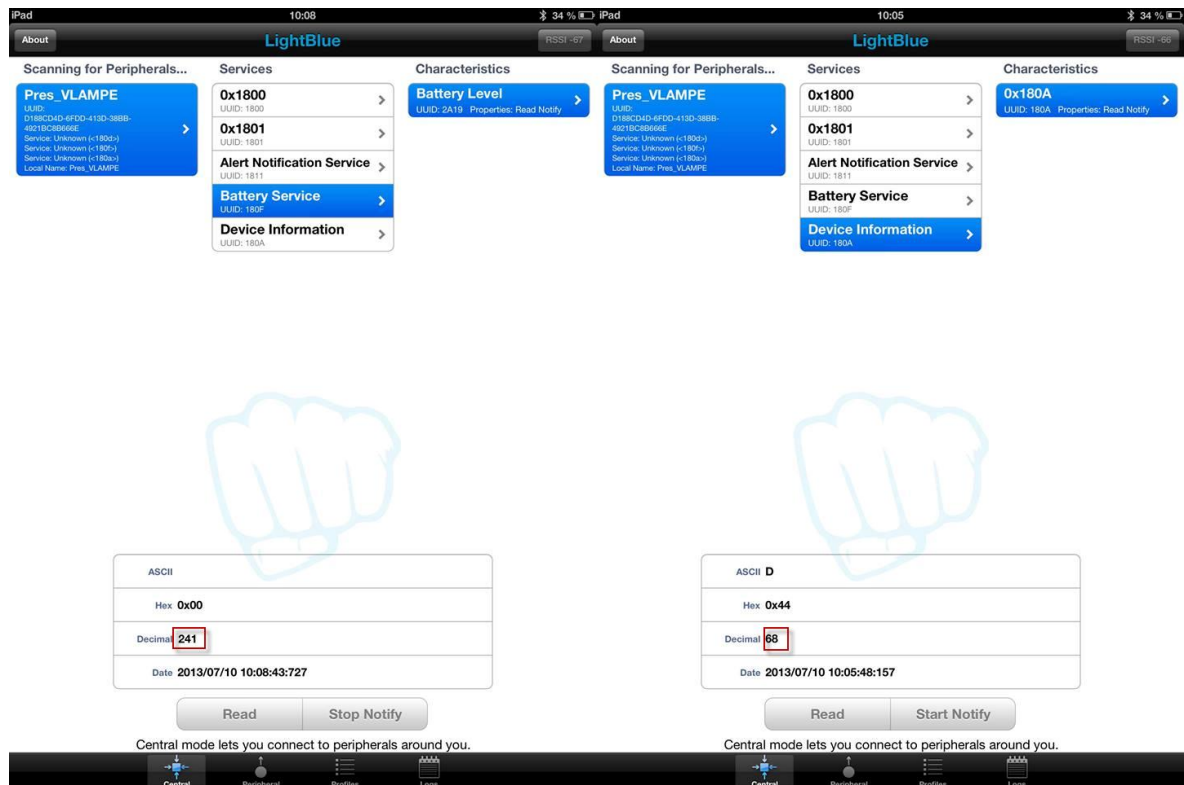 iPad 10:08 34 %
About LightBlue RSSI -67
Scanning for Peripherals... Services Characteristics
Pres_VLAMPE
UUID:
D188CD4D-6FDD-413D-38BB-
4921BC8B666E
Service: Unknown (<180d>)
Service: Unknown (<180f>)
Service: Unknown (<180a>)
Local Name: Pres_VLAMPE
0x1800
UUID: 1800
0x1801
UUID: 1801
Alert Notification Service
UUID: 1811
Battery Service
UUID: 180F
Device Information
UUID: 180A
Battery Level
UUID: 2A19 Properties: Read Notify
ASCII
Hex 0x00
Decimal 241
Date 2013/07/10 10:08:43:727
Read Stop Notify
Central mode lets you connect to peripherals around you.
Central Peripheral Profiles Logs
iPad 10:05 34 %
About LightBlue RSSI -66
Scanning for Peripherals... Services Characteristics
Pres_VLAMPE
UUID:
D188CD4D-6FDD-413D-38BB-
4921BC8B666E
Service: Unknown (<180d>)
Service: Unknown (<180f>)
Service: Unknown (<180a>)
Local Name: Pres_VLAMPE
0x1800
UUID: 1800
0x1801
UUID: 1801
Alert Notification Service
UUID: 1811
Battery Service
UUID: 180F
Device Information
UUID: 180A
0x180A
UUID: 180A Properties: Read Notify
ASCII D
Hex 0x44
Decimal 68
Date 2013/07/10 10:05:48:157
Read Start Notify
Central mode lets you connect to peripherals around you.
Central Peripheral Profiles Logs